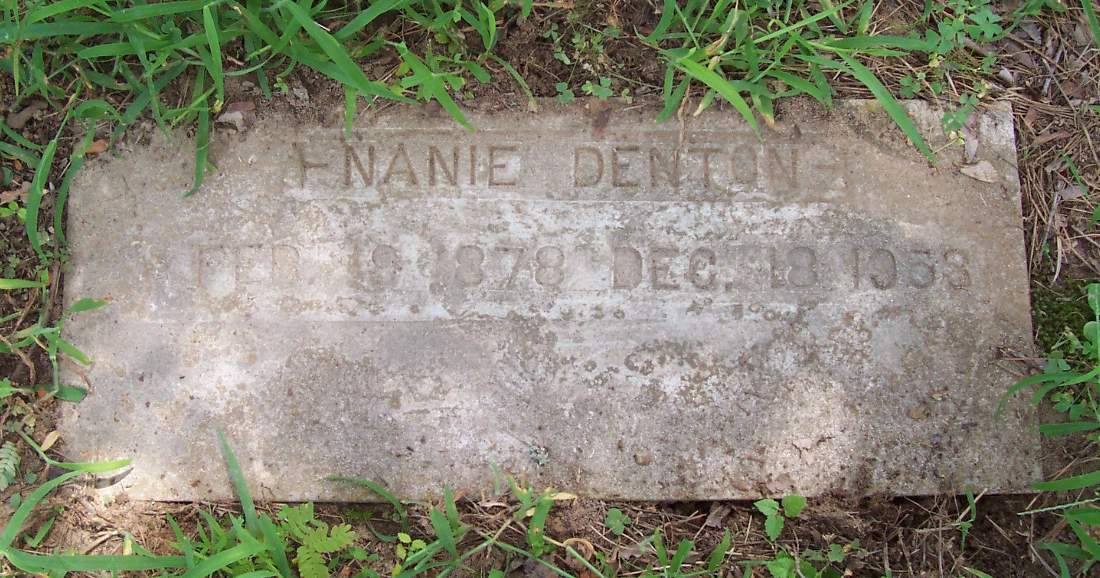 NANIE DENTON
FEB 19 1878 DEC. 18 1953